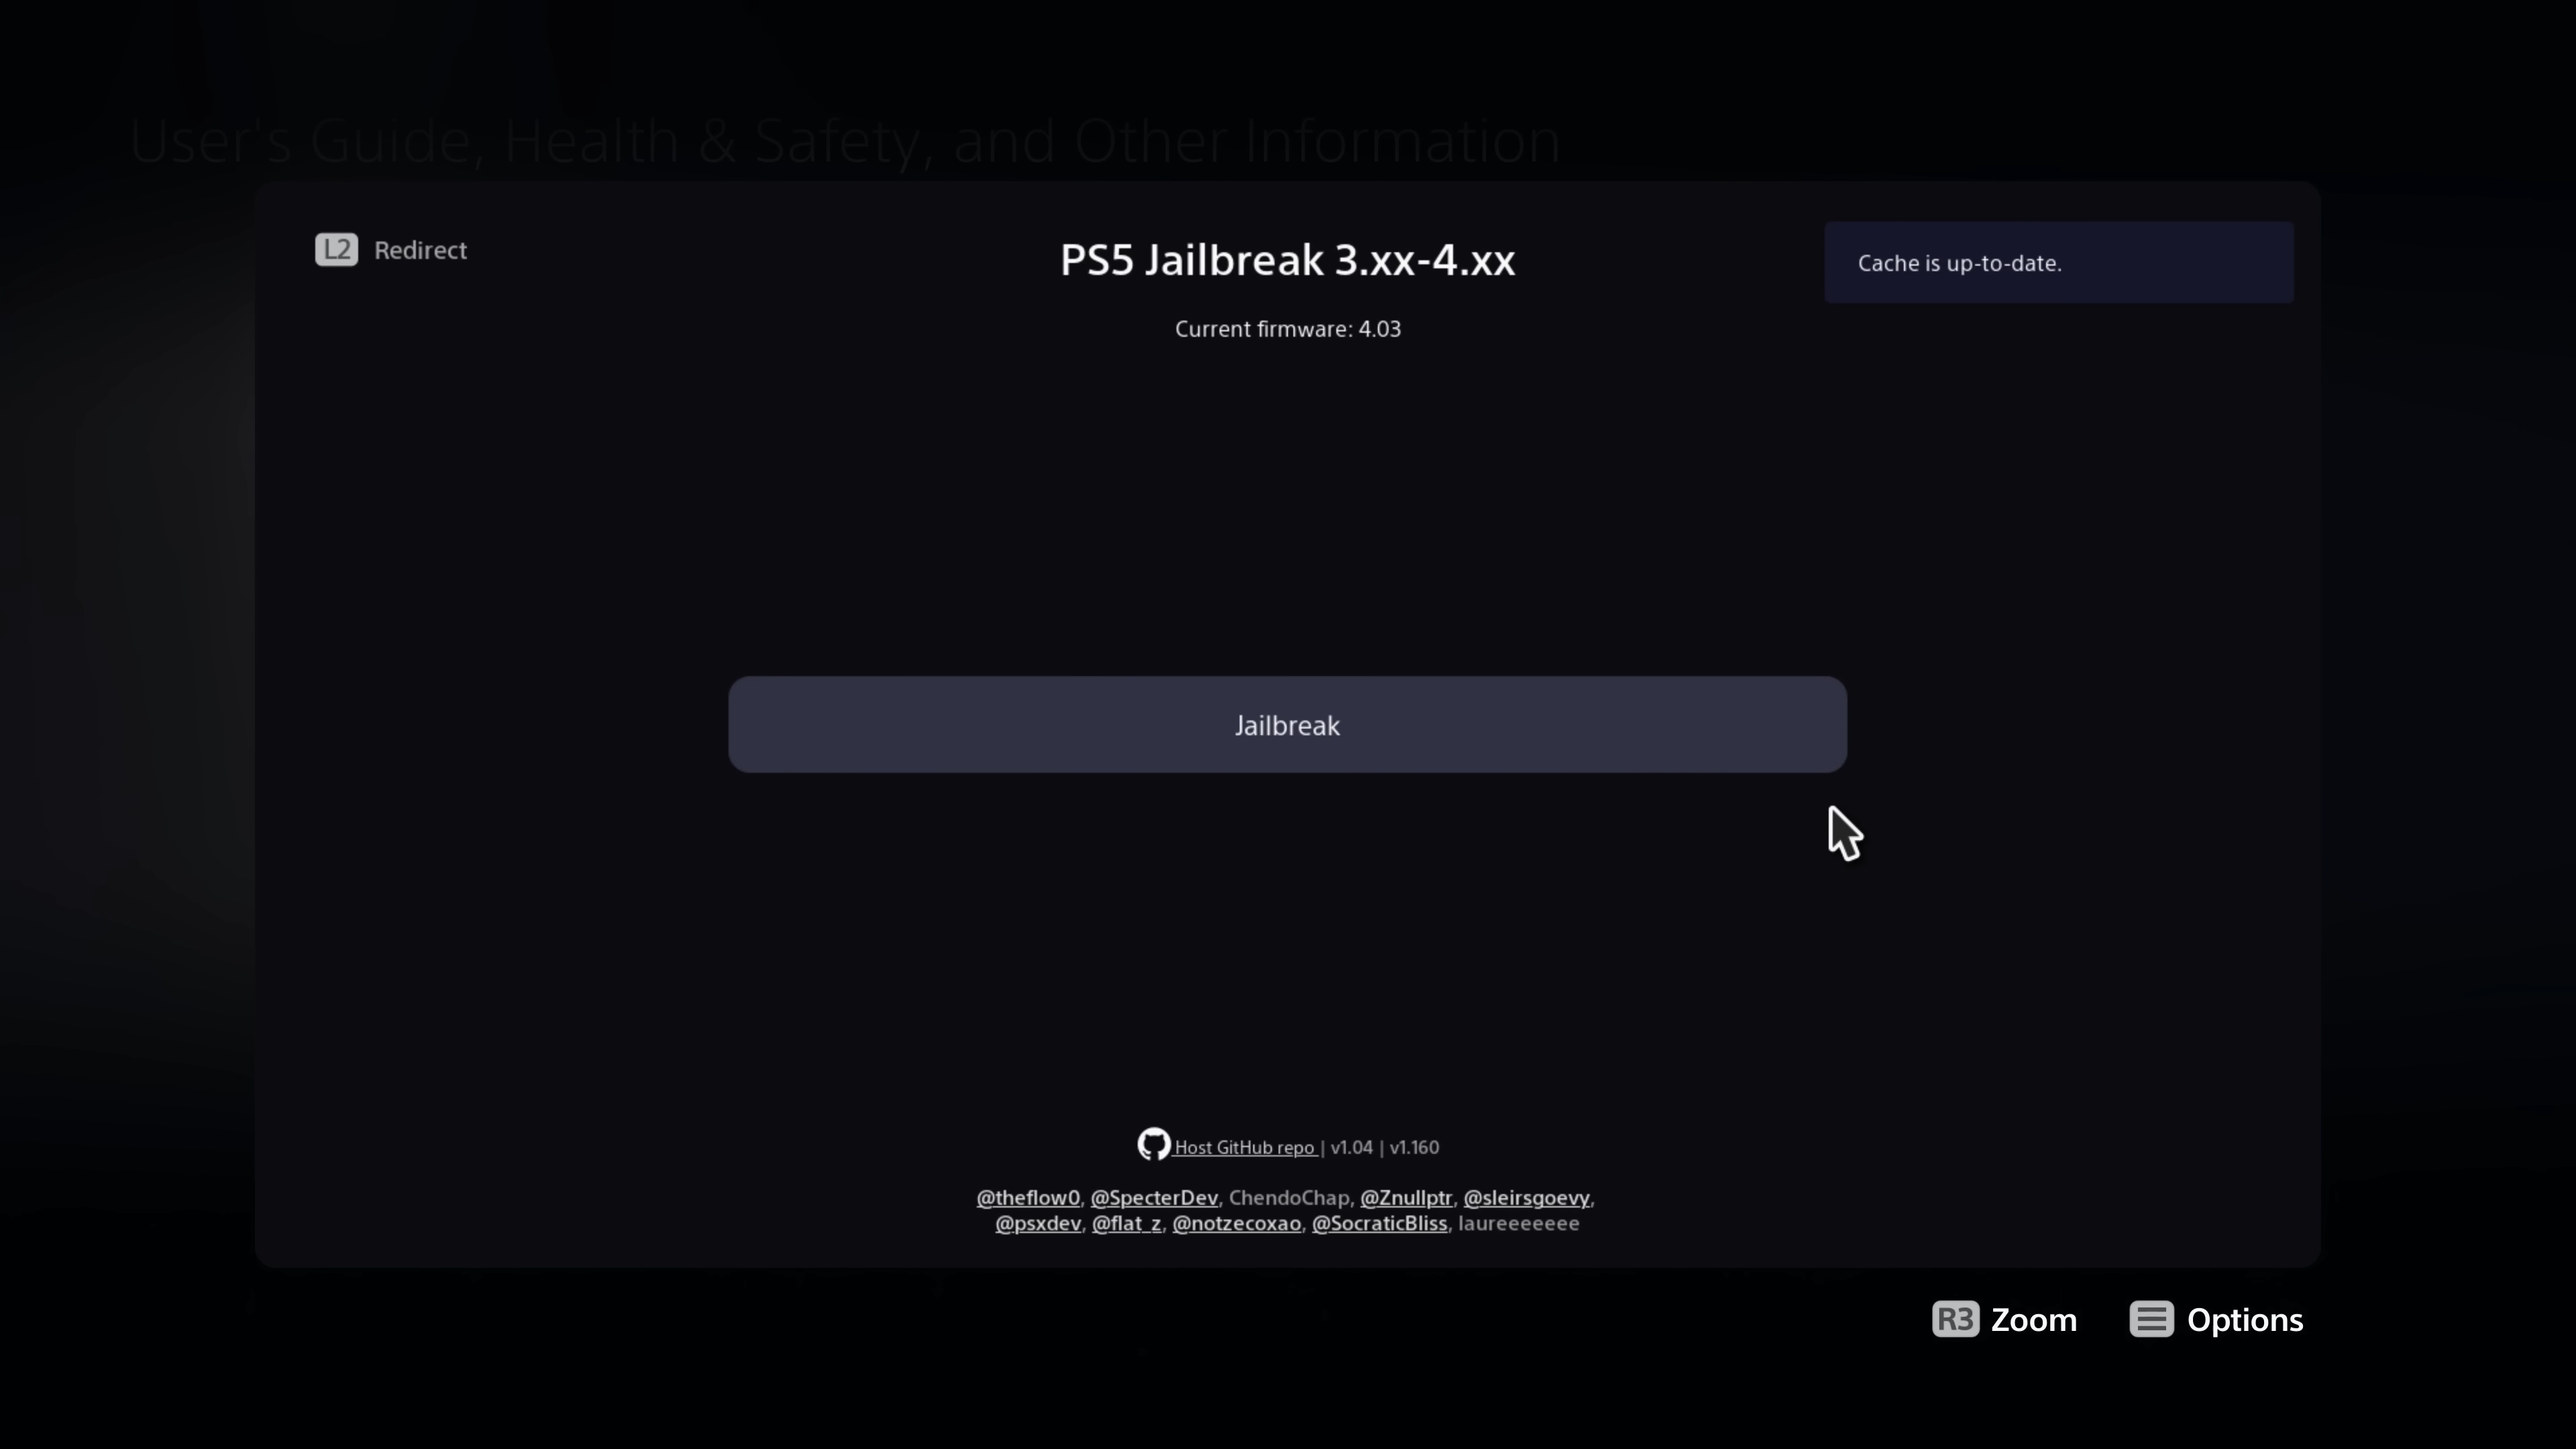 User's Guide, Health & Safety, and Other Information
L2 Redirect
PS5 Jailbreak 3.xx-4.xx
Cache is up-to-date.
Current firmware: 4.03
Jailbreak
Host GitHub repo | v1.04 | v1.160
@theflow0, @SpecterDev, ChendoChap, @Znullptr, @sleirsgoevy,
@psxdev, @flat_z, @notzecoxao, @SocraticBliss, laureeeeeee
R3 Zoom
Options